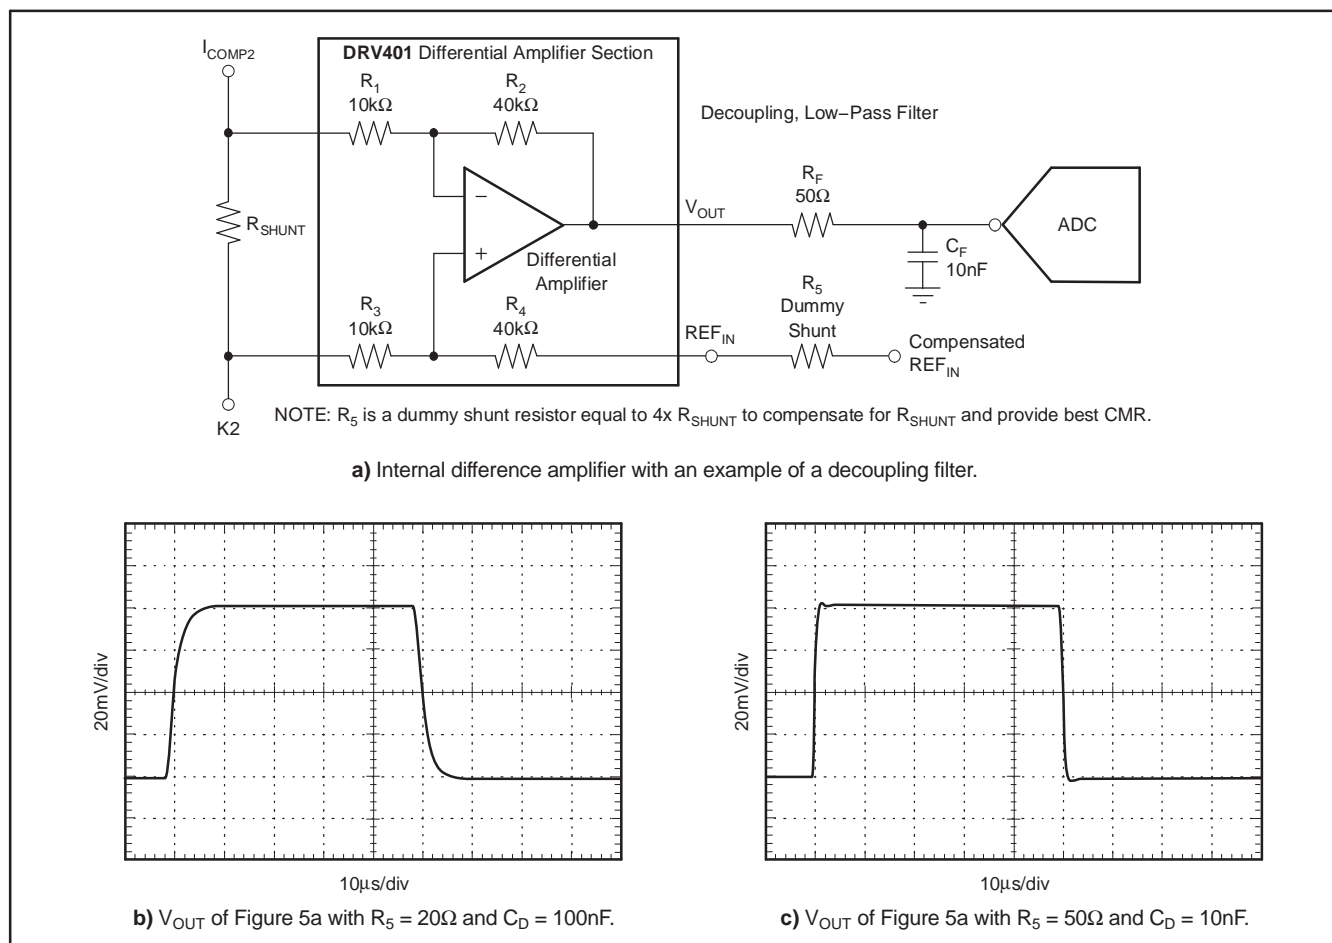 I_COMP2
DRV401 Differential Amplifier Section
R_1
10kΩ
R_2
40kΩ
Decoupling, Low−Pass Filter
R_SHUNT
−
+
Differential
Amplifier
V_OUT
R_F
50Ω
ADC
C_F
10nF
R_3
10kΩ
R_4
40kΩ
REF_IN
R_5
Dummy
Shunt
Compensated
REF_IN
K2
NOTE: R_5 is a dummy shunt resistor equal to 4x R_SHUNT to compensate for R_SHUNT and provide best CMR.
a) Internal difference amplifier with an example of a decoupling filter.
20mV/div
10μs/div
b) V_OUT of Figure 5a with R_5 = 20Ω and C_D = 100nF.
20mV/div
10μs/div
c) V_OUT of Figure 5a with R_5 = 50Ω and C_D = 10nF.